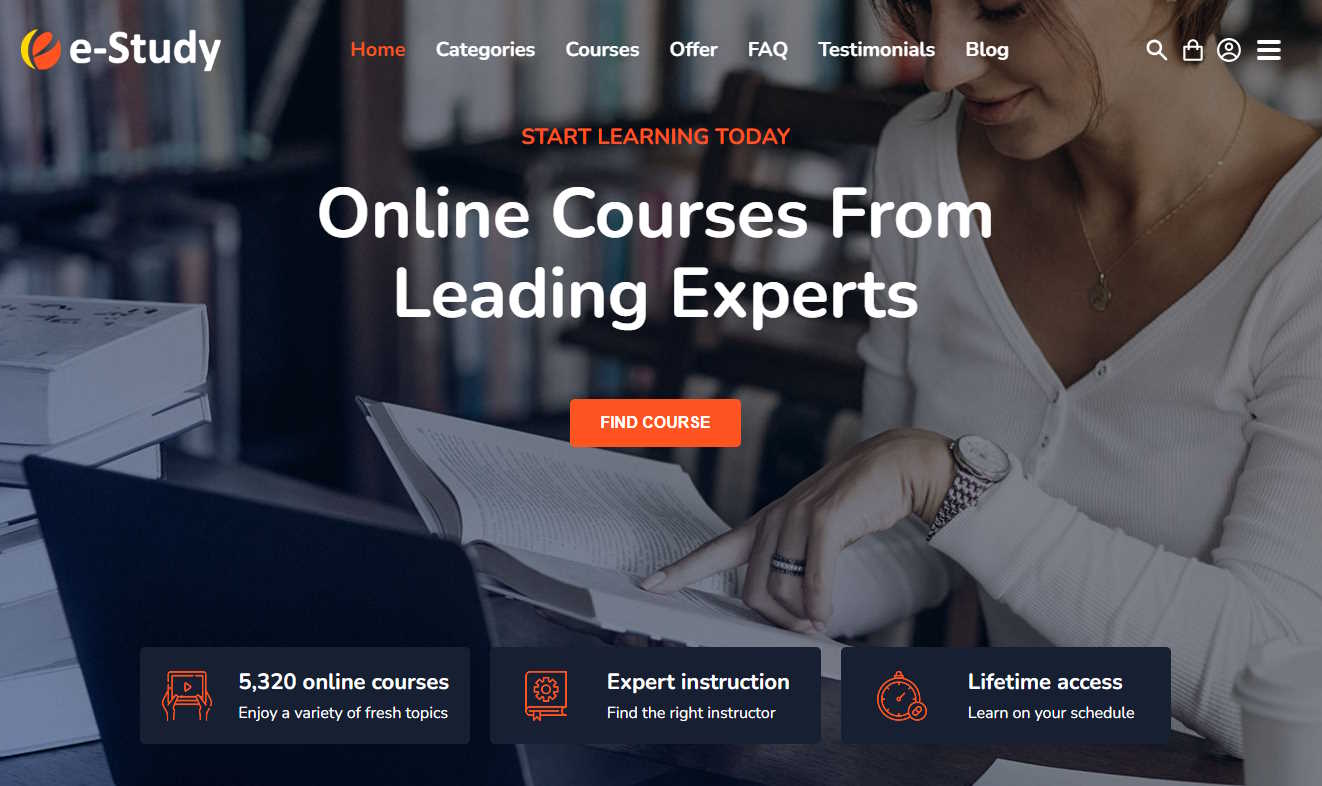 e-Study
Home Categories Courses Offer FAQ Testimonials Blog
START LEARNING TODAY
Online Courses From
Leading Experts
FIND COURSE
5,320 online courses
Enjoy a variety of fresh topics
Expert instruction
Find the right instructor
Lifetime access
Learn on your schedule